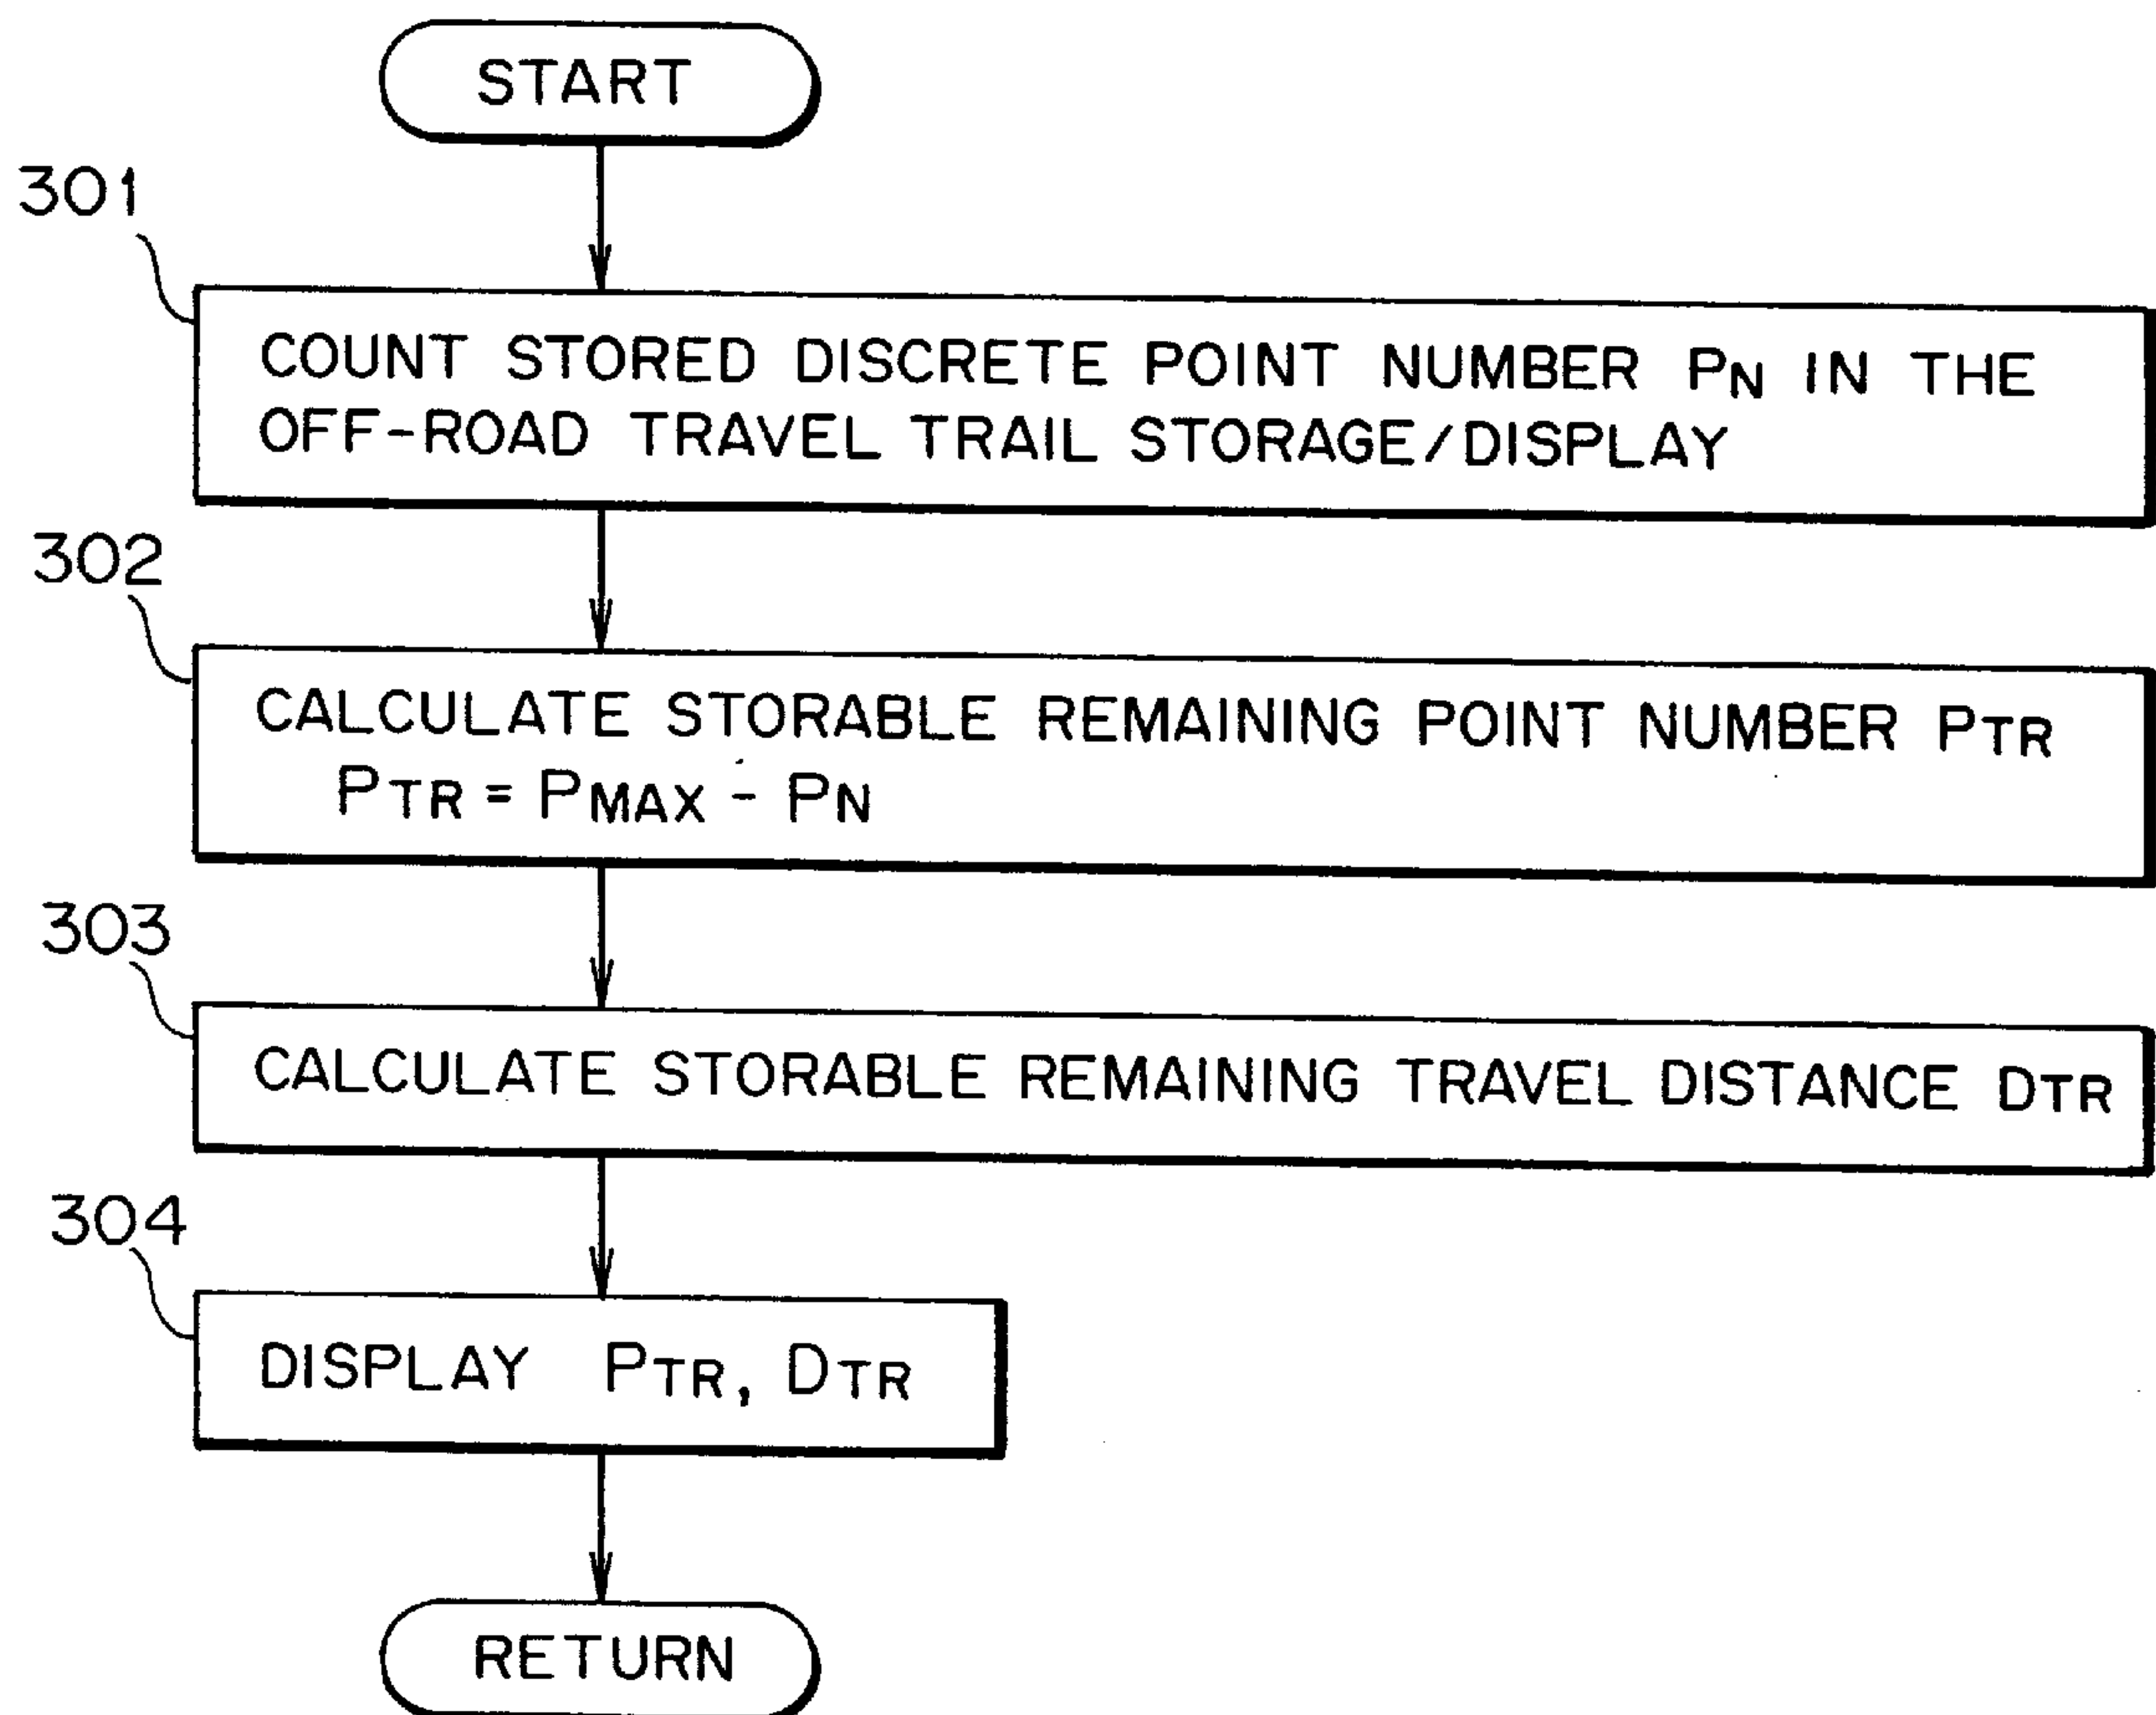 START
301
COUNT STORED DISCRETE POINT NUMBER PN IN THE
OFF-ROAD TRAVEL TRAIL STORAGE/DISPLAY
302
CALCULATE STORABLE REMAINING POINT NUMBER PTR
PTR = PMAX - PN
303
CALCULATE STORABLE REMAINING TRAVEL DISTANCE DTR
304
DISPLAY PTR, DTR
RETURN